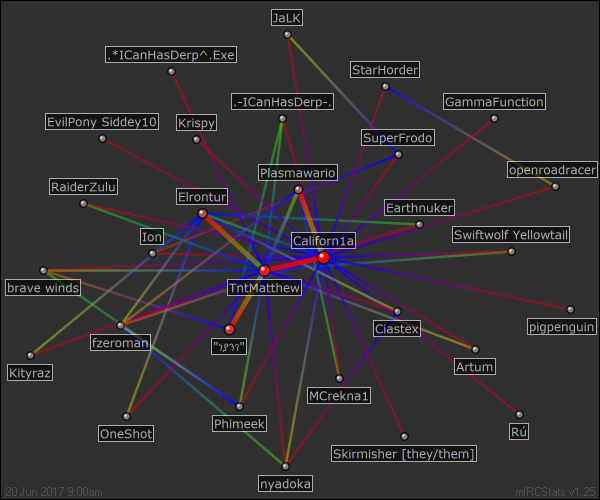 JaLK
.*ICanHasDerp^.Exe
StarHorder
.-ICanHasDerp-.
GammaFunction
EvilPony Siddey10
Krispy
SuperFrodo
Plasmawario
openroadracer
RaiderZulu
Elrontur
Earthnuker
Ion
Californ1a
Swiftwolf Yellowtail
brave winds
TntMatthew
fzeroman
Ciastex
pigpenguin
Kityraz
Artum
MCrekna1
OneShot
Phimeek
Rú
Skirmisher [they/them]
nyadoka
20 Jun 2017 9:00am
mIRCStats v1.25